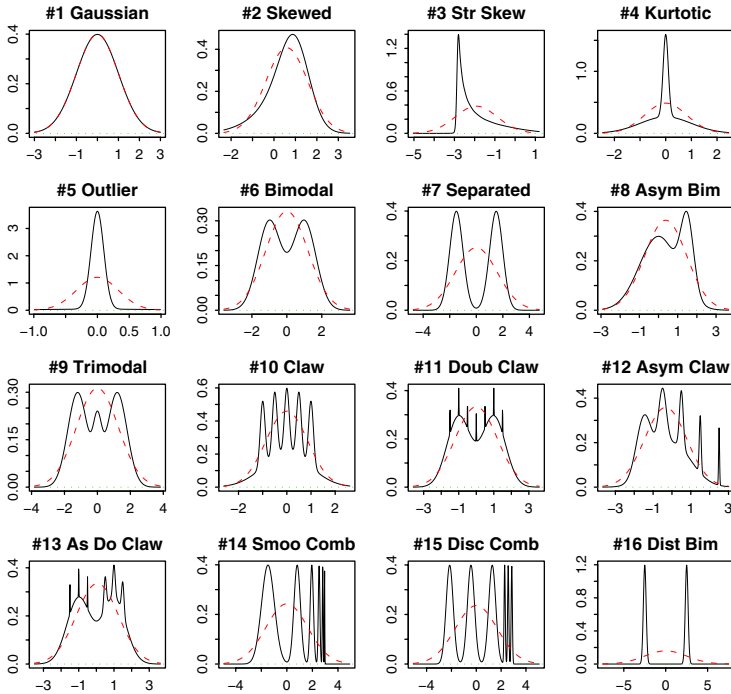 #1 Gaussian
#2 Skewed
#3 Str Skew
#4 Kurtotic
0.0 0.2 0.4
−3 −1 0 1 2 3
0.0 0.2 0.4
−2 0 1 2 3
0.0 0.4 0.8 1.2
−5 −3 −1 1
0.0 0.5 1.0
−2 0 1 2
#5 Outlier
#6 Bimodal
#7 Separated
#8 Asym Bim
0 1 2 3
−1.0 0.0 0.5 1.0
0.00 0.15 0.30
−2 0 2
0.0 0.2 0.4
−4 −2 0 2 4
0.0 0.2 0.4
−3 −1 1 3
#9 Trimodal
#10 Claw
#11 Doub Claw
#12 Asym Claw
0.00 0.15 0.30
−4 −2 0 2 4
0.0 0.2 0.4 0.6
−2 0 1 2
0.0 0.2 0.4
−3 −1 1 3
0.0 0.2 0.4
−3 −1 1 3
#13 As Do Claw
#14 Smoo Comb
#15 Disc Comb
#16 Dist Bim
0.0 0.2 0.4
−3 −1 1 3
0.0 0.2 0.4
−4 0 2 4
0.0 0.2 0.4
−4 0 2 4
0.0 0.4 0.8 1.2
−5 0 5